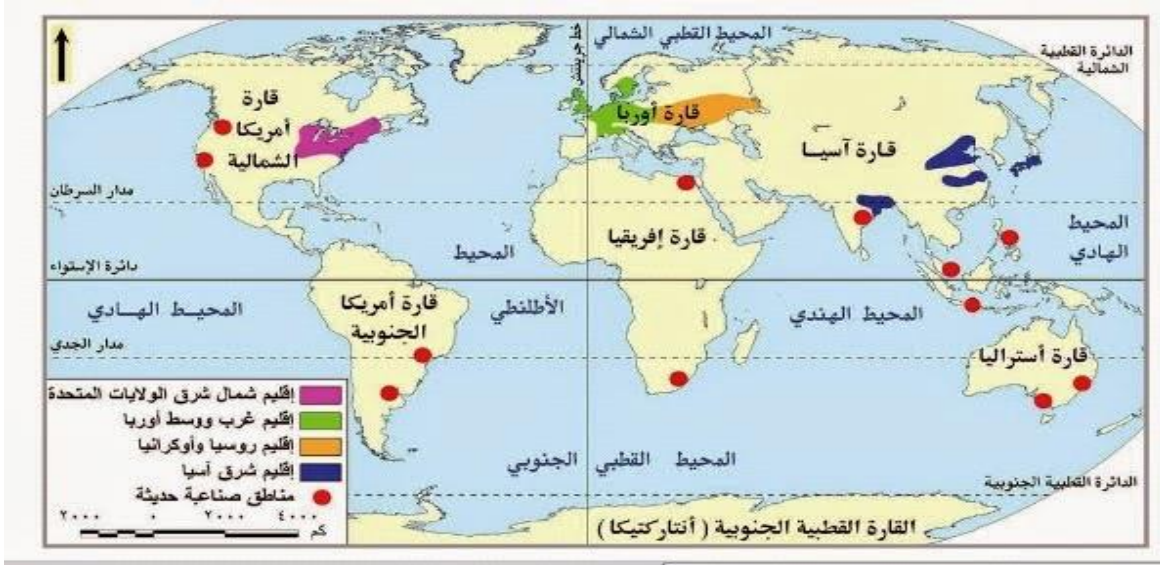 المحيط القطبي الشمالي
خط جرينتش
الدائرة القطبية
الشمالية
قارة
أمريكا
الشمالية
قارة أوربا
قارة آسيـا
مدار السرطان
قارة إفريقيا
المحيط
الهادي
المحيط
دائرة الإستواء
قارة أمريكا
الجنوبية
الأطلنطي
المحيـط الهـادي
المحيط الهندي
مدار الجدي
قارة أستراليا
إقليم شمال شرق الولايات المتحدة
إقليم غرب ووسط أوربا
إقليم روسيا وأوكرانيا
إقليم شرق آسيا
مناطق صناعية حديثة
المحيط القطبي الجنوبي
الدائرة القطبية الجنوبية
٢٠٠٠ ٠ ٢٠٠٠ ٤٠٠٠
كم
القارة القطبية الجنوبية ( أنتاركتيكا )